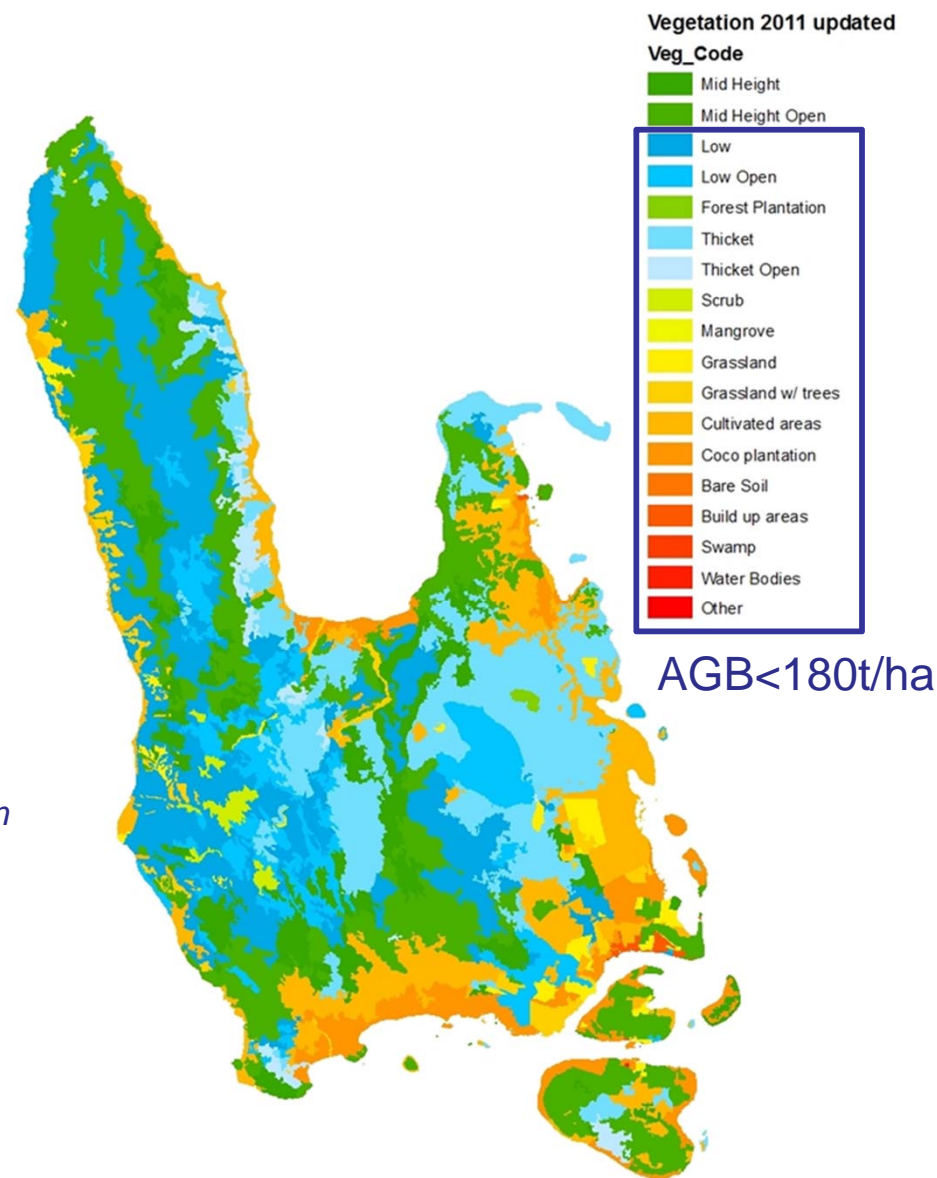 Vegetation 2011 updated
Veg_Code
Mid Height
Mid Height Open
Low
Low Open
Forest Plantation
Thicket
Thicket Open
Scrub
Mangrove
Grassland
Grassland w/ trees
Cultivated areas
Coco plantation
Bare Soil
Build up areas
Swamp
Water Bodies
Other
AGB<180t/ha